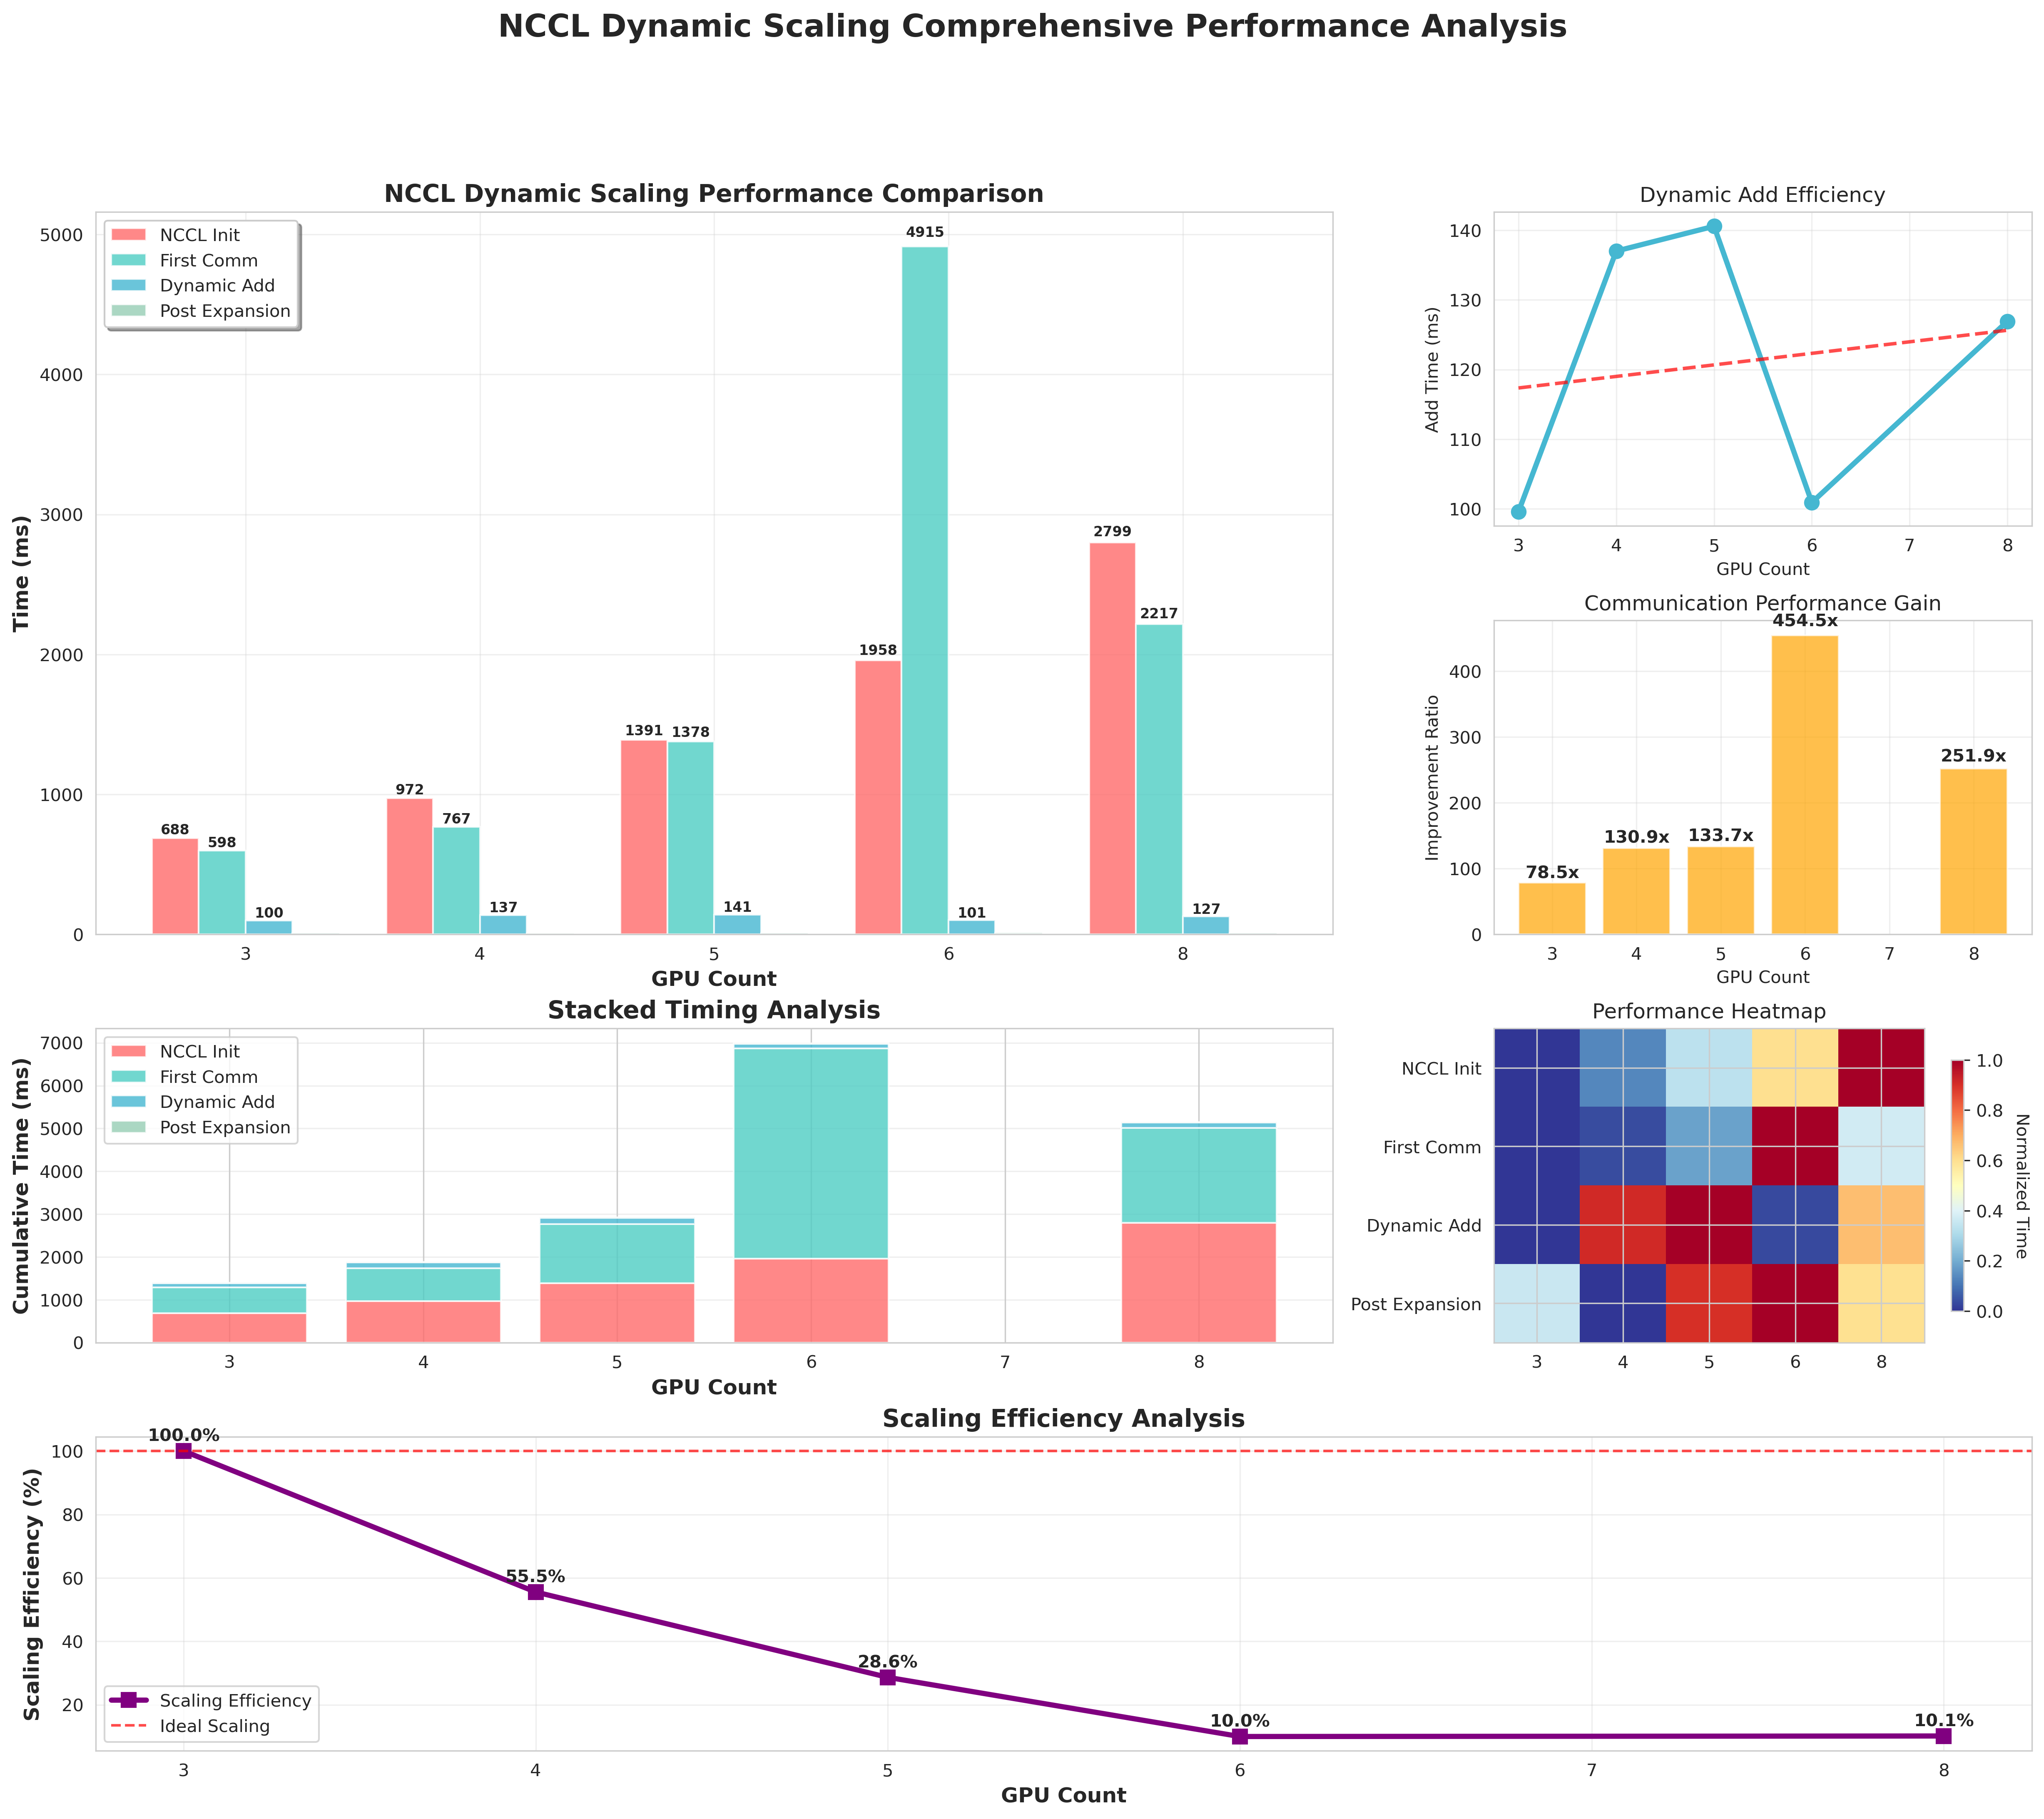 NCCL Dynamic Scaling Comprehensive Performance Analysis
NCCL Dynamic Scaling Performance Comparison
Time (ms)
5000
4000
3000
2000
1000
0
NCCL Init
First Comm
Dynamic Add
Post Expansion
688
598
100
972
767
137
1391
1378
141
1958
4915
101
2799
2217
127
3
4
5
6
8
GPU Count
Dynamic Add Efficiency
Add Time (ms)
140
130
120
110
100
3
4
5
6
7
8
GPU Count
Communication Performance Gain
Improvement Ratio
400
300
200
100
0
78.5x
130.9x
133.7x
454.5x
251.9x
3
4
5
6
7
8
GPU Count
Stacked Timing Analysis
Cumulative Time (ms)
7000
6000
5000
4000
3000
2000
1000
0
NCCL Init
First Comm
Dynamic Add
Post Expansion
3
4
5
6
7
8
GPU Count
Performance Heatmap
NCCL Init
First Comm
Dynamic Add
Post Expansion
3
4
5
6
8
1.0
0.8
0.6
0.4
0.2
0.0
Normalized Time
Scaling Efficiency Analysis
Scaling Efficiency (%)
100
80
60
40
20
100.0%
55.5%
28.6%
10.0%
10.1%
Scaling Efficiency
Ideal Scaling
3
4
5
6
7
8
GPU Count